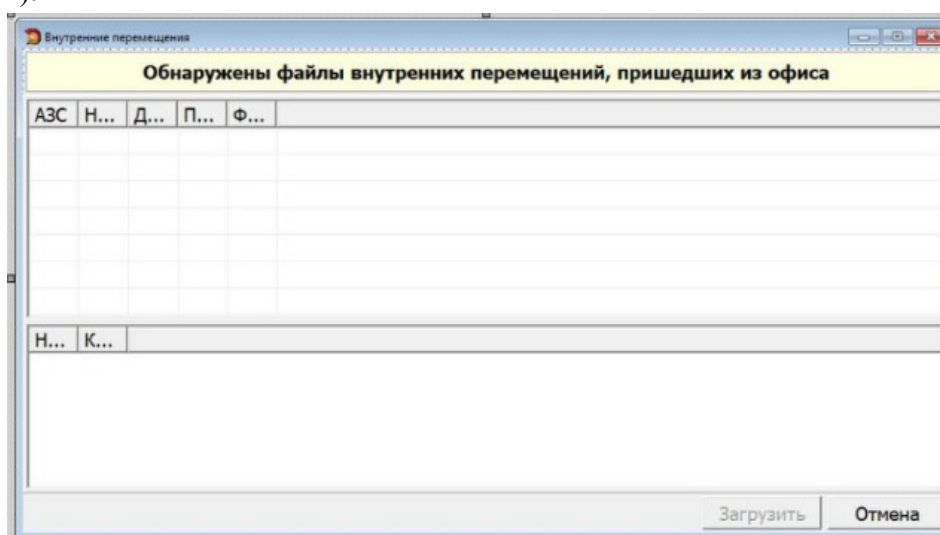 Внутренние перемещения
Обнаружены файлы внутренних перемещений, пришедших из офиса
АЗС Н... Д... П... Ф...
Н... К...
Загрузить Отмена